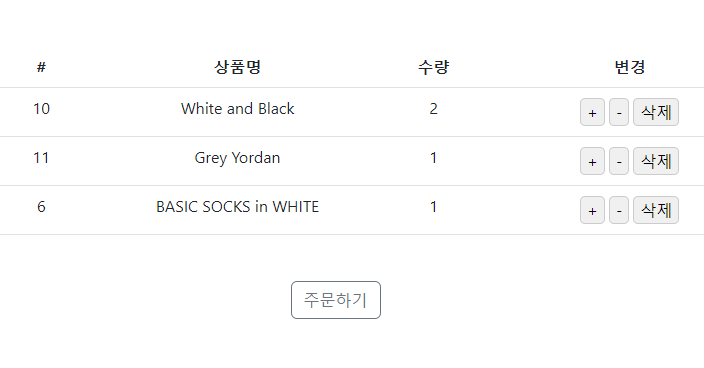 # 상품명 수량 변경
10 White and Black 2 + - 삭제
11 Grey Yordan 1 + - 삭제
6 BASIC SOCKS in WHITE 1 + - 삭제
주문하기